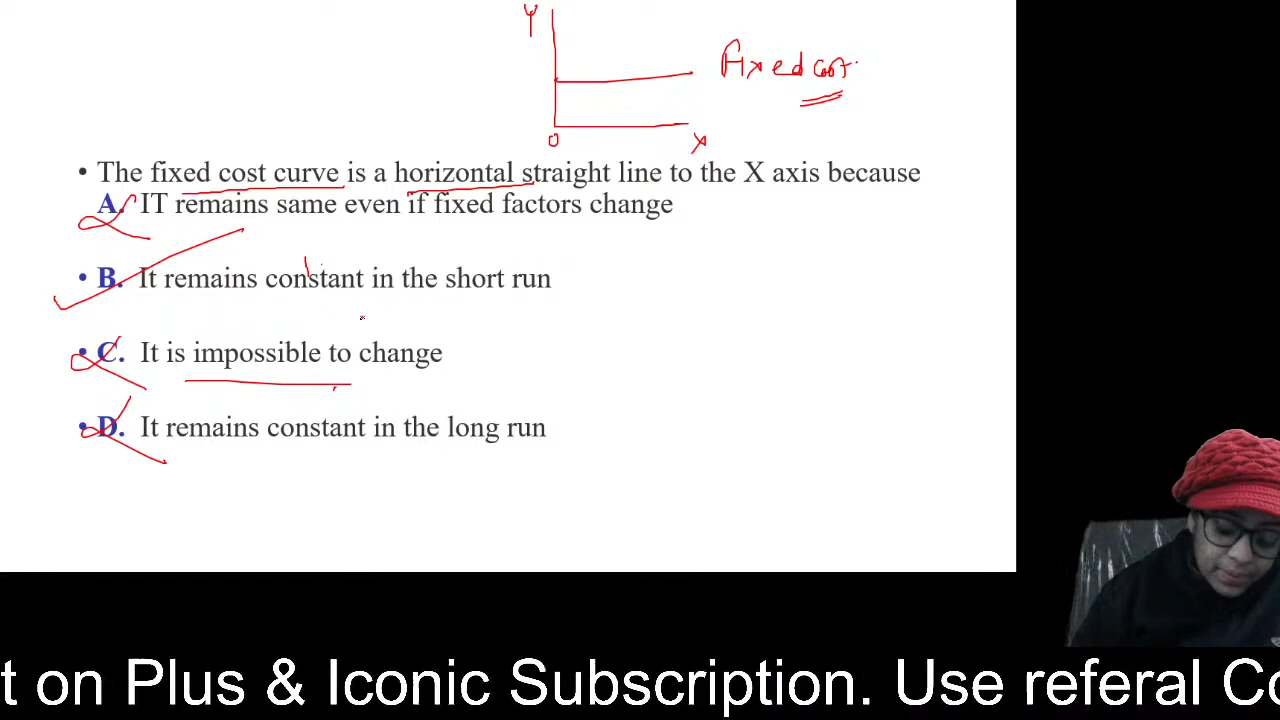 Y
Fixed cost
0
X
• The fixed cost curve is a horizontal straight line to the X axis because
A. IT remains same even if fixed factors change
• B. It remains constant in the short run
• C. It is impossible to change
• D. It remains constant in the long run
t on Plus & Iconic Subscription. Use referal Co